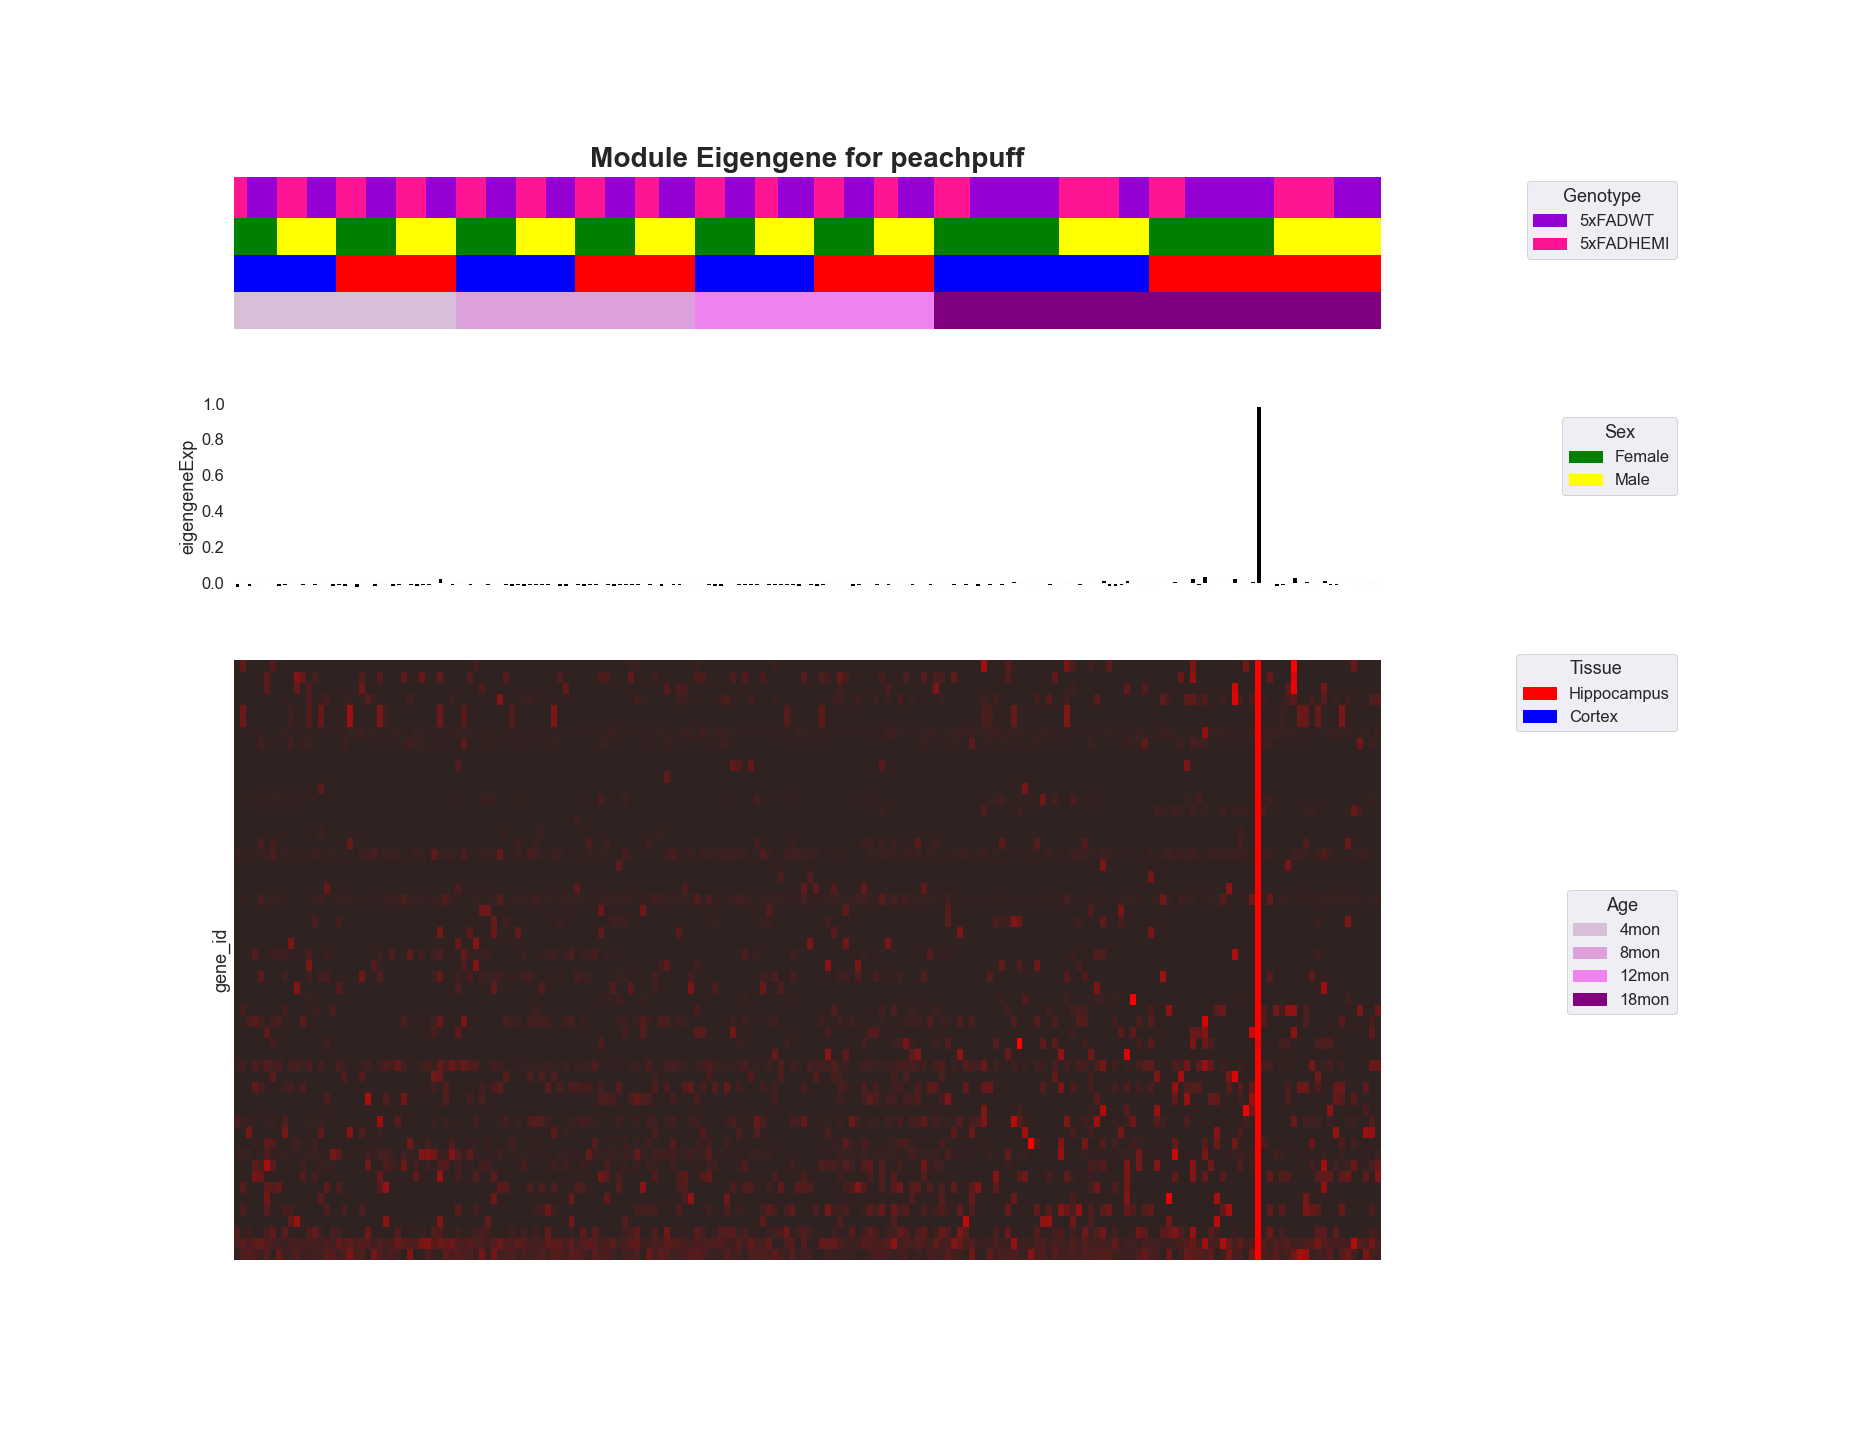 Module Eigengene for peachpuff
Genotype
5xFADWT
5xFADHEMI
1.0
0.8
0.6
0.4
0.2
0.0
eigengeneExp
Sex
Female
Male
gene_id
Tissue
Hippocampus
Cortex
Age
4mon
8mon
12mon
18mon